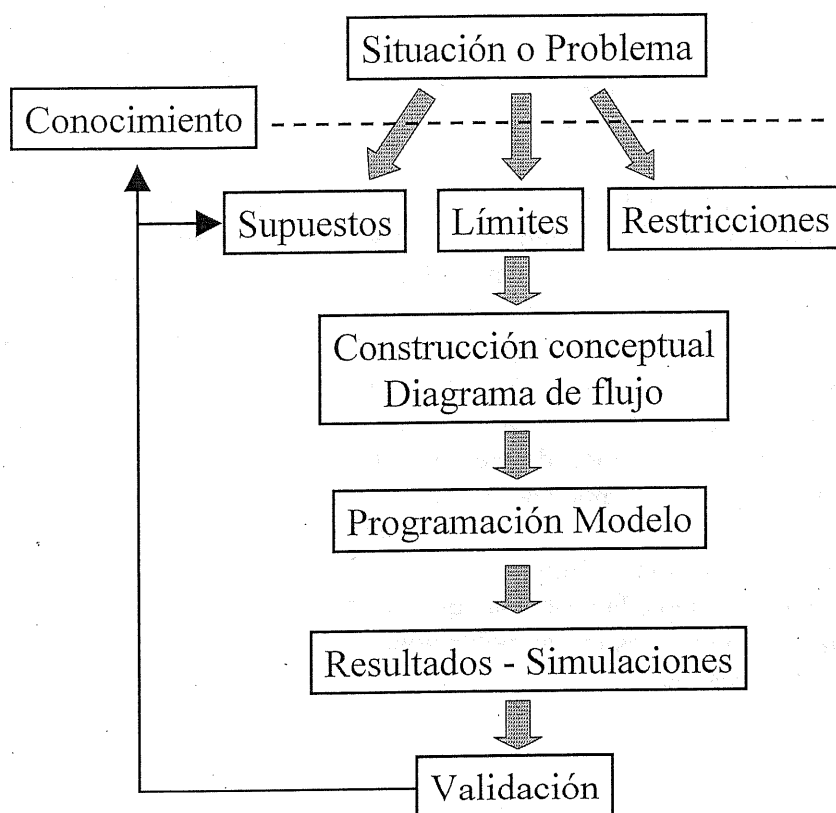 Situación o Problema
Conocimiento
Supuestos
Límites
Restricciones
Construcción conceptual
Diagrama de flujo
Programación Modelo
Resultados - Simulaciones
Validación